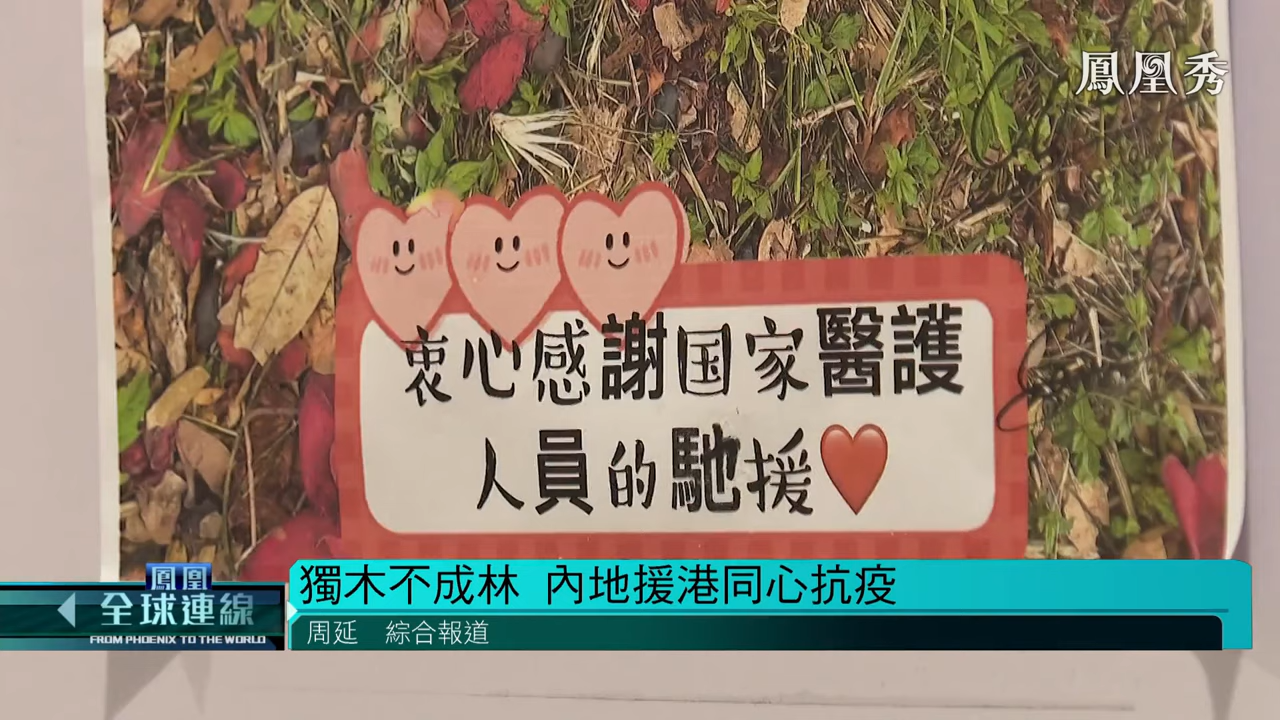 鳳凰秀
衷心感謝国家醫護
人員的馳援
獨木不成林 內地援港同心抗疫
鳳凰
全球連線
FROM PHOENIX TO THE WORLD
周延 綜合報道